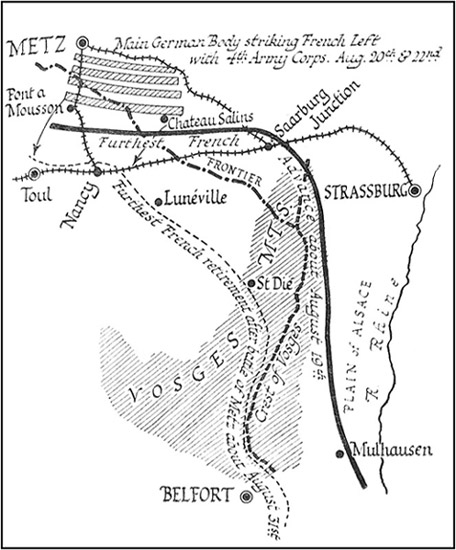 METZ
Main German Body striking French Left
with 4th Army Corps. Aug. 20th & 22nd.
Pont a
Mousson
Chateau Salins
Saarburg
Junction
Furthest French Advance about August 19th
FRONTIER
Toul
Nancy
Lunéville
STRASSBURG
MTS
St Dié
Furthest French retirement after battle of Metz about August 31st
Crest of Vosges
VOSGES
PLAIN of ALSACE
R Rhine
Mulhausen
BELFORT